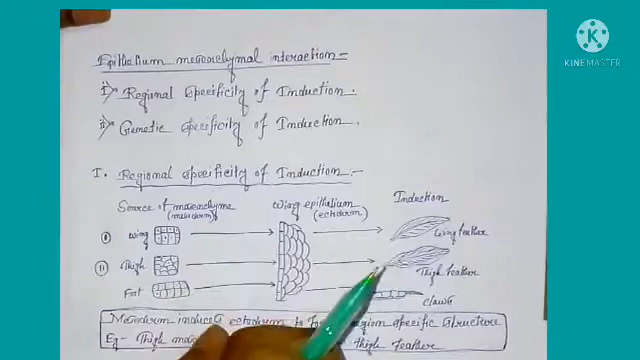 KINEMASTER
Epithelium mesenchymal interaction -
i) Regional Specificity of Induction.
ii) Genetic Specificity of Induction.
I. Regional specificity of Induction. -
Source of mesenchyme (mesoderm)
Wing epithelium (ectoderm)
Induction
i) wing
Wing feather
ii) Thigh
Thigh feather
Foot
claws
Mesoderm induces ectoderm to region specific Structure
Eg - Thigh thigh feather